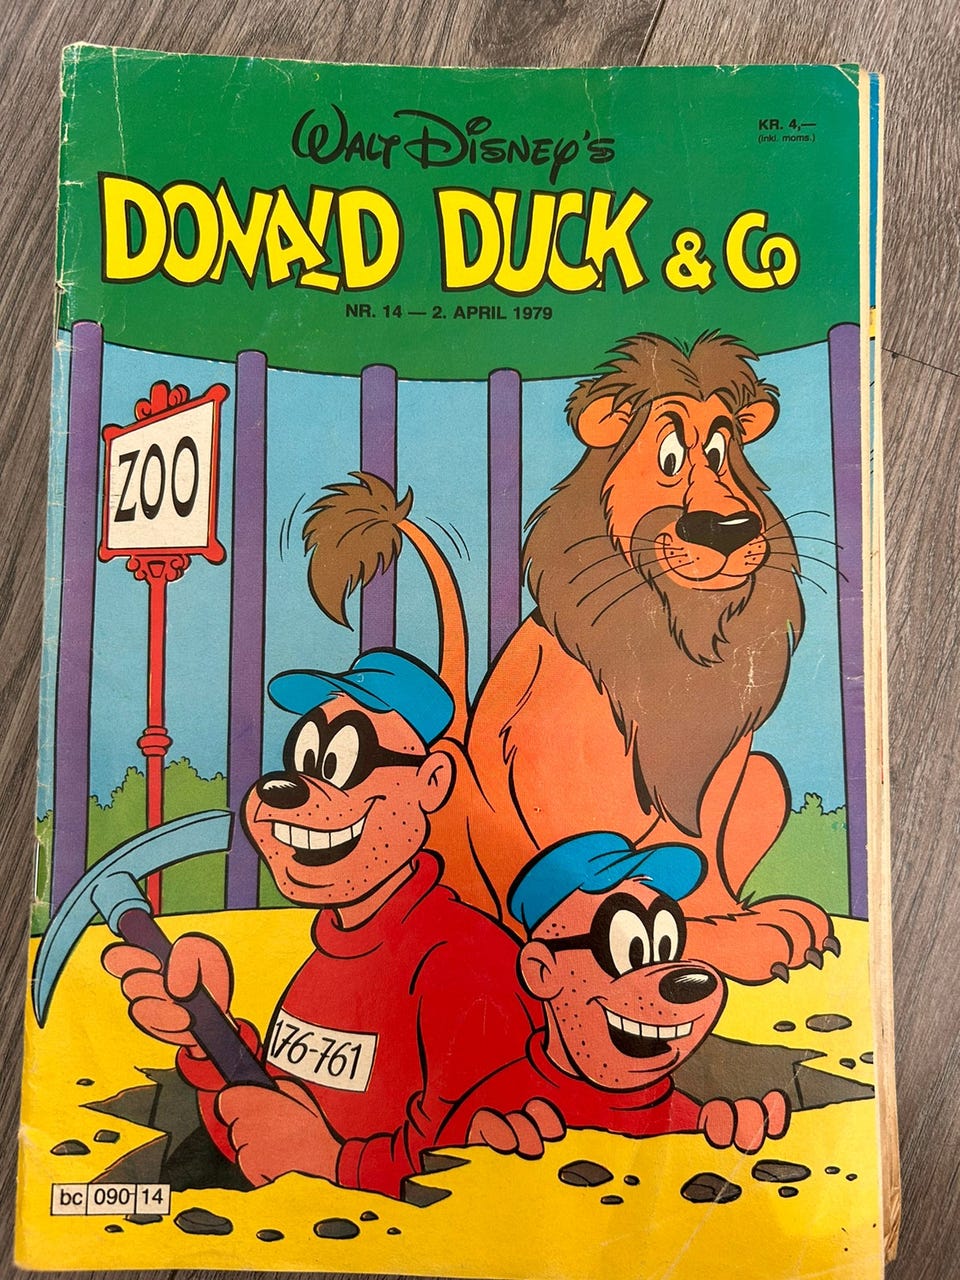 WALT DISNEY'S
KR. 4,—
(inkl. moms.)
DONALD DUCK & Co
NR. 14 — 2. APRIL 1979
ZOO
176-761
bc 090-14